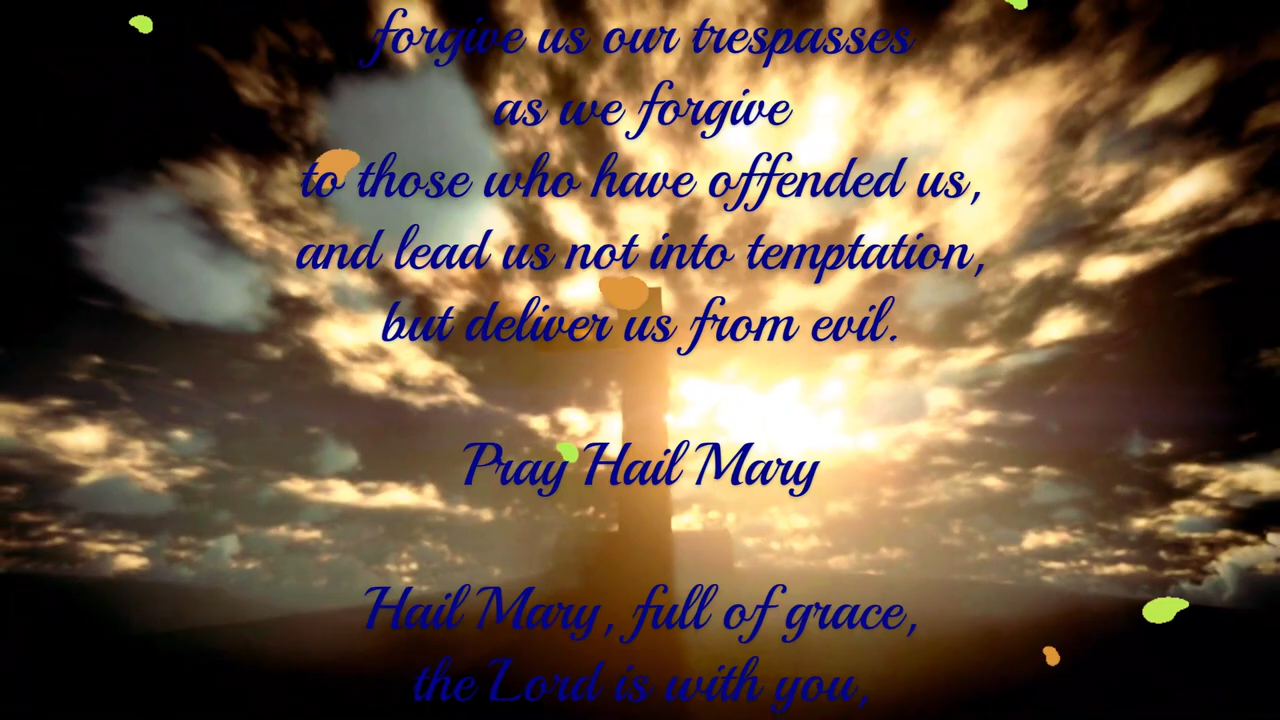 forgive us our trespasses
as we forgive
to those who have offended us,
and lead us not into temptation,
but deliver us from evil.
Pray Hail Mary
Hail Mary, full of grace,
the Lord is with you,